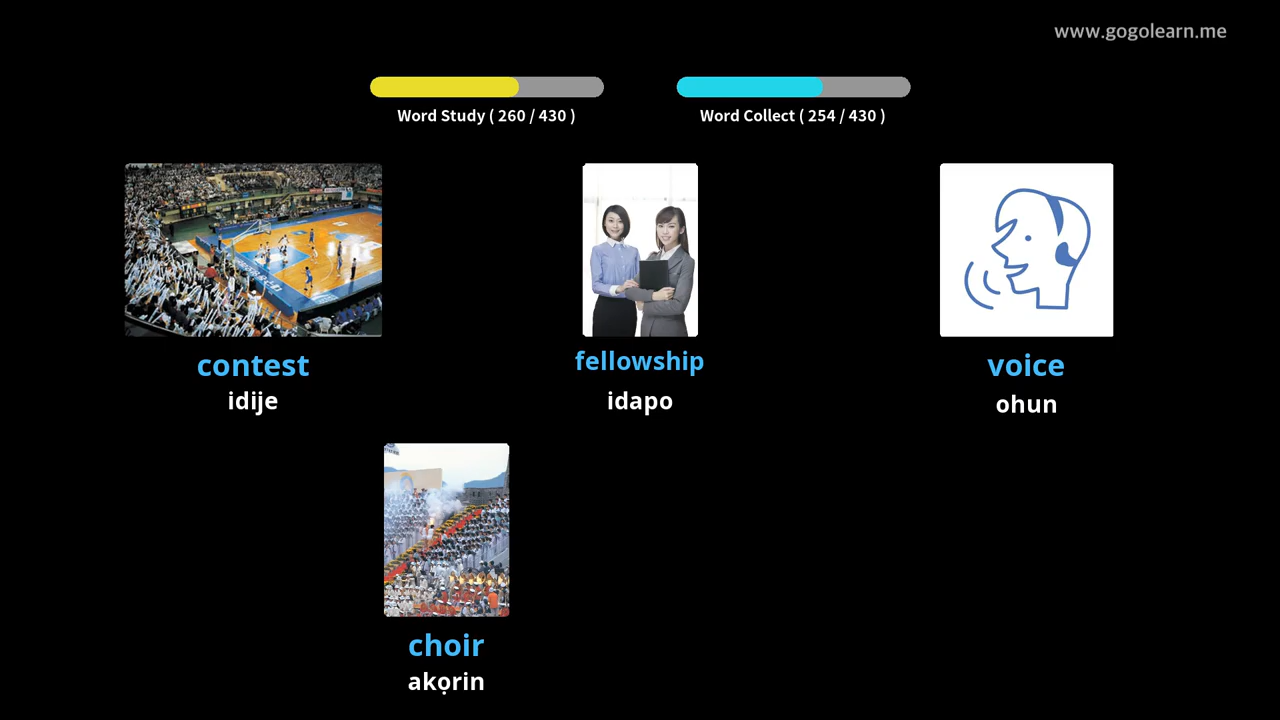 www.gogolearn.me
Word Study ( 260 / 430 )
Word Collect ( 254 / 430 )
contest
idije
fellowship
idapo
voice
ohun
choir
akọrin